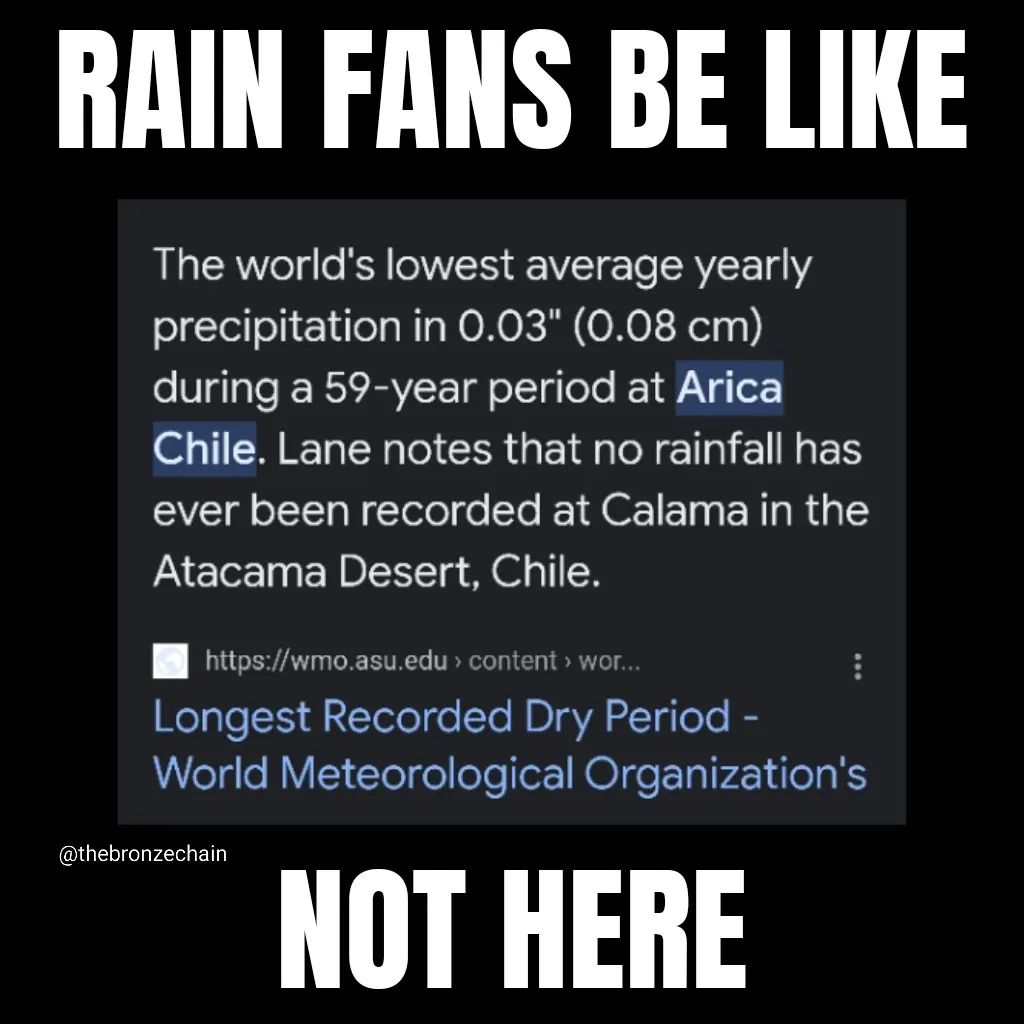 RAIN FANS BE LIKE
The world's lowest average yearly
precipitation in 0.03" (0.08 cm)
during a 59-year period at Arica
Chile. Lane notes that no rainfall has
ever been recorded at Calama in the
Atacama Desert, Chile.
https://wmo.asu.edu › content › wor...
Longest Recorded Dry Period -
World Meteorological Organization's
@thebronzechain
NOT HERE